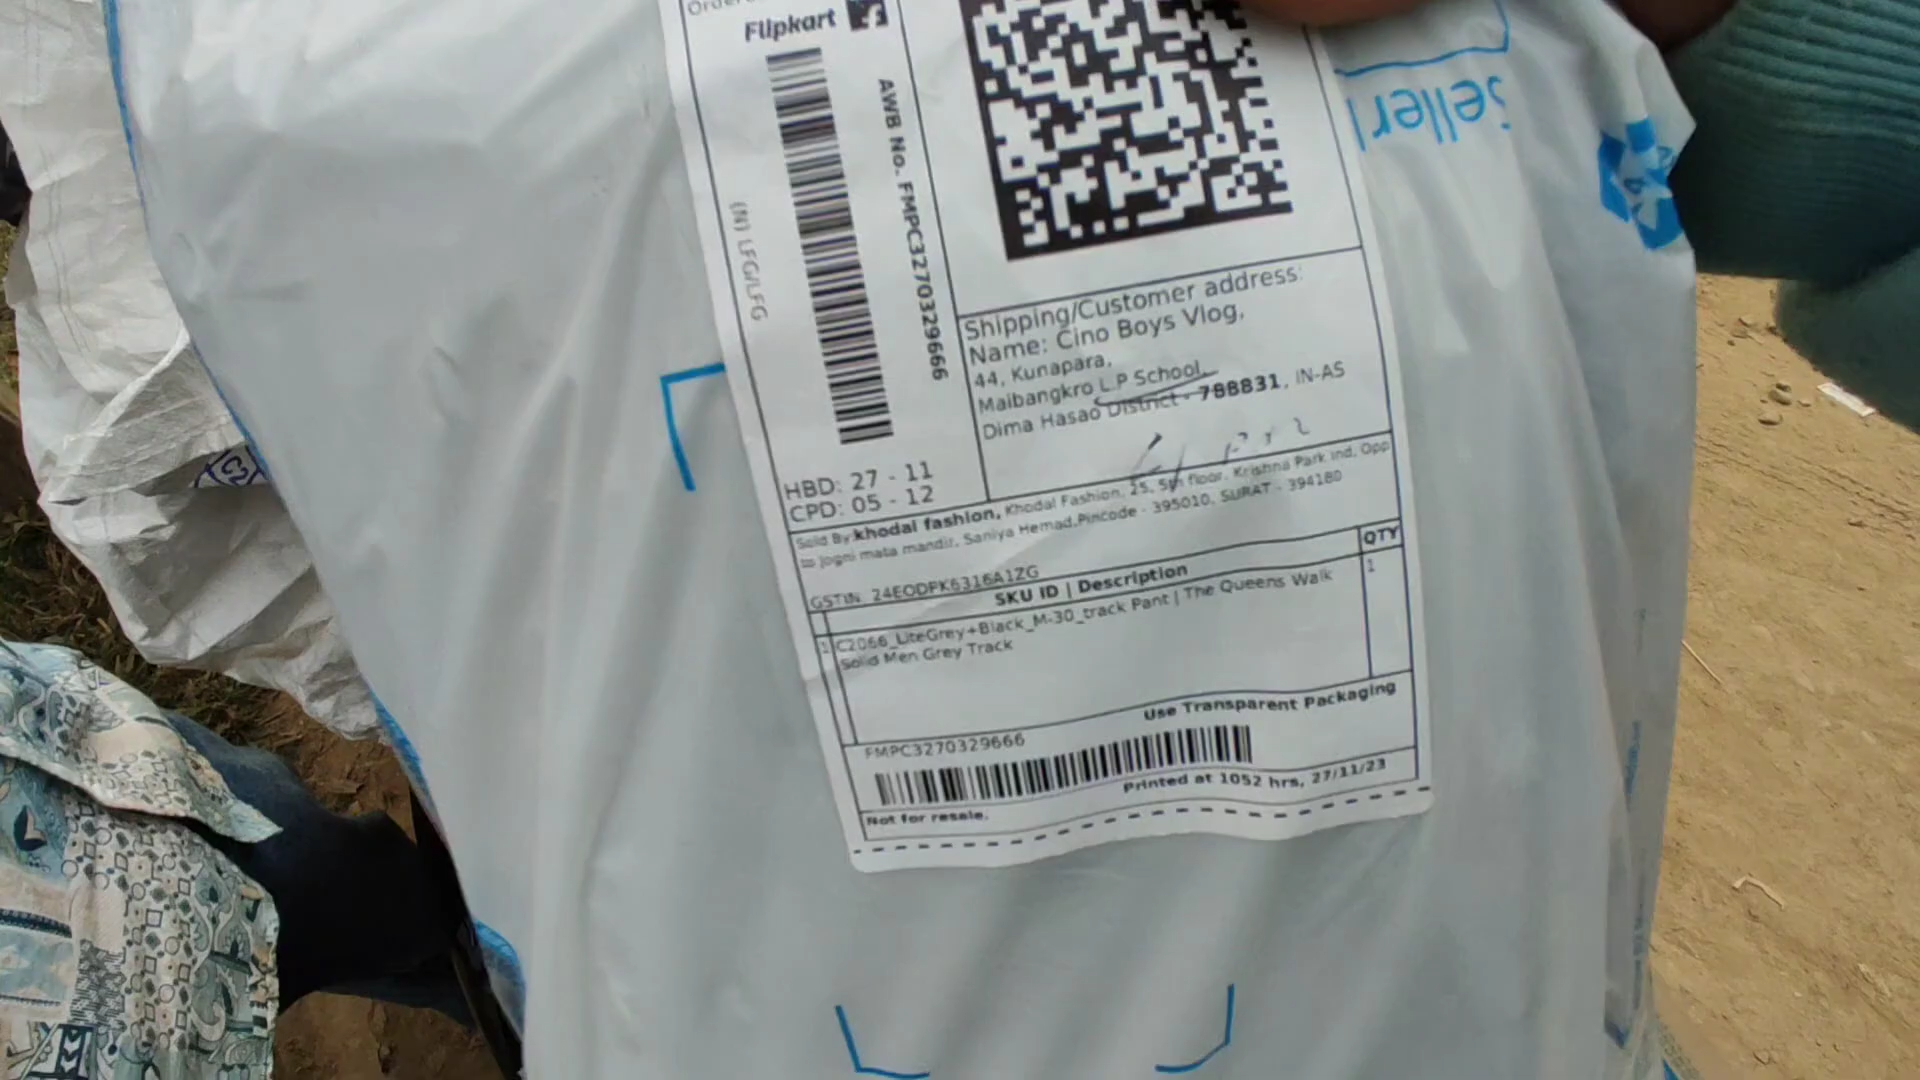 Flipkart
AWB No. FMPC3270329666
(N) LFG/LFG
HBD: 27 - 11
CPD: 05 - 12
Shipping/Customer address:
Name: Cino Boys Vlog,
44, Kunapara,
Maibangkro L.P School,
Dima Hasao District - 788831, IN-AS
Sold By:khodal fashion, Khodal Fashion, 25, 5th floor, Krishna Park Ind, Opp
to jogni mata mandir, Saniya Hemad,Pincode - 395010, SURAT - 394180
GSTIN: 24EODPK6316A1ZG
SKU ID | Description
QTY
1 C2066_LiteGrey+Black_M-30_track Pant | The Queens Walk
Solid Men Grey Track
1
Use Transparent Packaging
FMPC3270329666
Printed at 1052 hrs, 27/11/23
Not for resale.
Seller